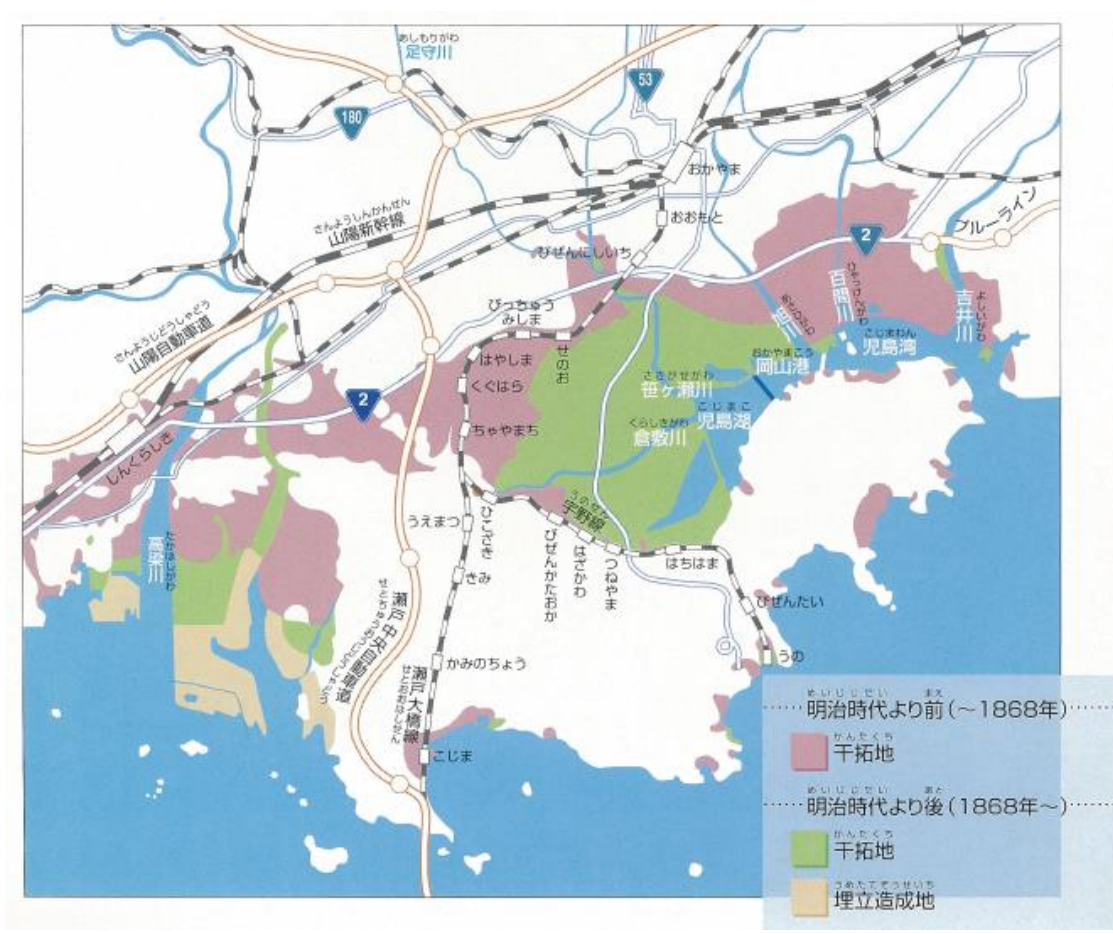 あしもりがわ
足守川
53
180
おかやま
おおもと
さんようしんかんせん
山陽新幹線
びぜんにしいち
2
ブルーライン
ひゃっけんがわ
百間川
よしいがわ
吉井川
さんようじどうしゃどう
山陽自動車道
びっちゅう
みしま
はやしま
せのお
くぐはら
おかやまこう
岡山港
こじまわん
児島湾
ささがせがわ
笹ヶ瀬川
こじまこ
児島湖
くらしきがわ
倉敷川
2
ちゃやまち
しんくらしき
たかはしがわ
高梁川
うえまつ
ひこざき
うのせん
宇野線
びぜんかたおか
はざかわ
つねやま
はちはま
きみ
びぜんたい
うの
かみのちょう
瀬戸中央自動車道
せとちゅうおうじどうしゃどう
瀬戸大橋線
せとおおはしせん
こじま
めいじじだい まえ
明治時代より前(~1868年)
かんたくち
干拓地
めいじじだい あと
明治時代より後(1868年~)
かんたくち
干拓地
うめたてぞうせいち
埋立造成地